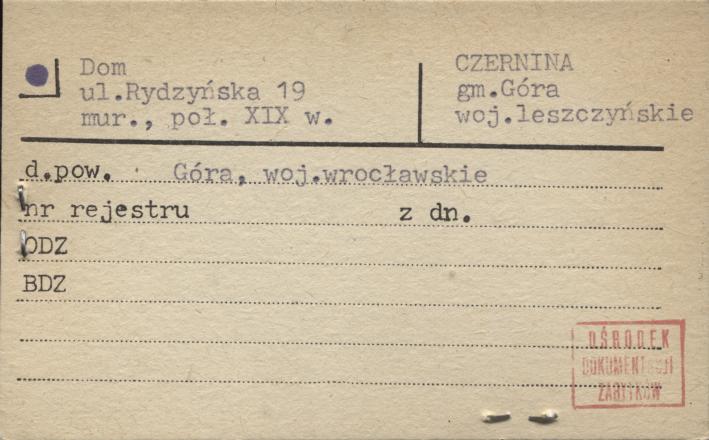 Dom
ul.Rydzyńska 19
mur., poł. XIX w.
CZERNINA
gm.Góra
woj.leszczyńskie
d.pow. Góra, woj.wrocławskie
nr rejestru z dn.
ODZ
BDZ
OŚRODEK
DOKUMENTACJI
ZABYTKÓW